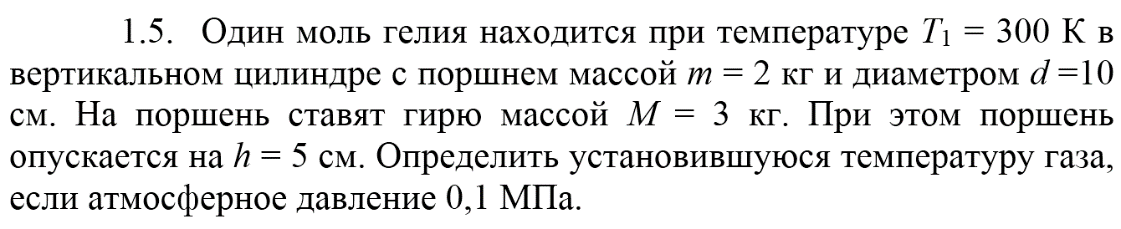 1.5. Один моль гелия находится при температуре T1 = 300 К в
вертикальном цилиндре с поршнем массой m = 2 кг и диаметром d =10
см. На поршень ставят гирю массой M = 3 кг. При этом поршень
опускается на h = 5 см. Определить установившуюся температуру газа,
если атмосферное давление 0,1 МПа.